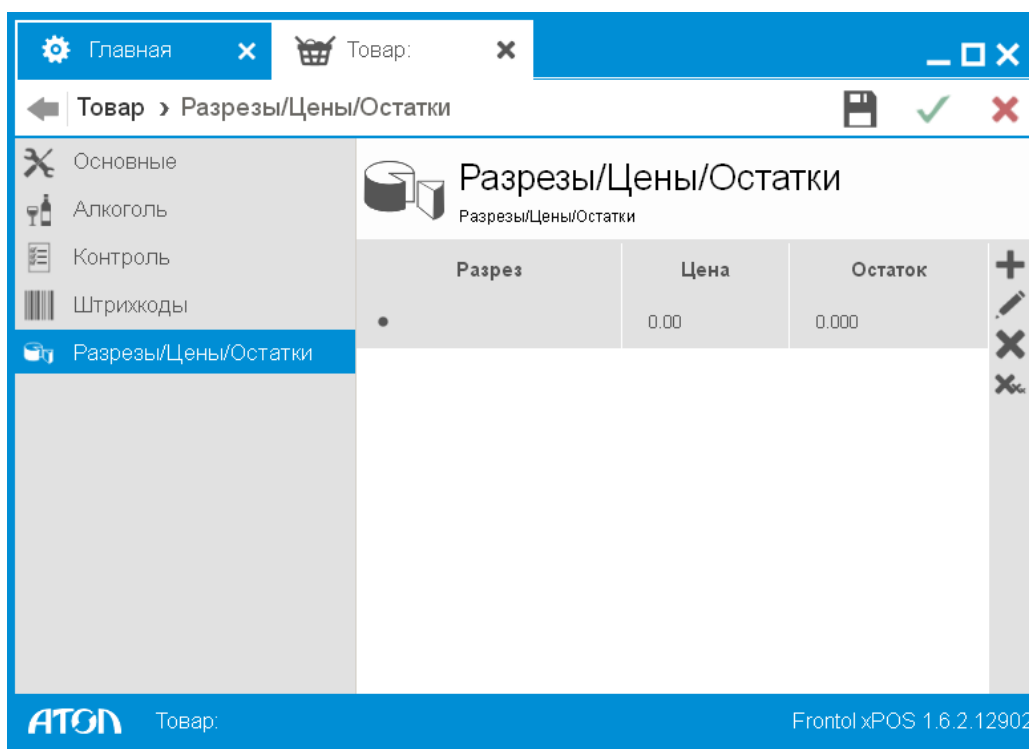 Главная
Товар:
Товар › Разрезы/Цены/Остатки
Основные
Алкоголь
Контроль
Штрихкоды
Разрезы/Цены/Остатки
Разрезы/Цены/Остатки
Разрезы/Цены/Остатки
Разрез Цена Остаток
0.00 0.000
ATOL Товар: Frontol xPOS 1.6.2.12902